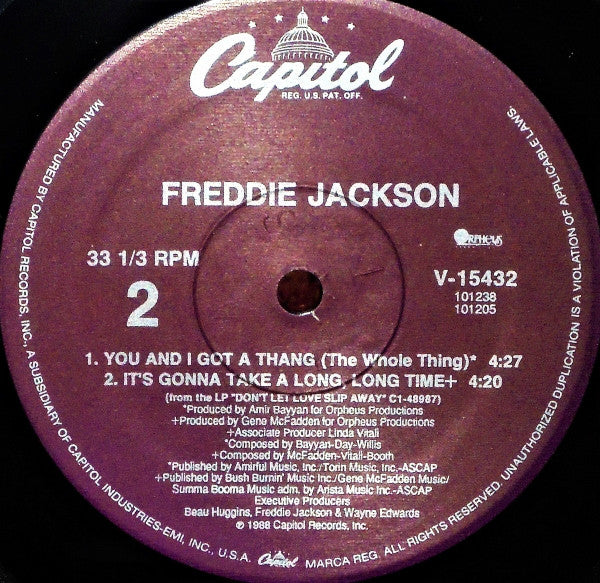 Capitol
REG. U.S. PAT. OFF.
FREDDIE JACKSON
ORPHEUS
33 1/3 RPM
2
V-15432
101238
101205
1. YOU AND I GOT A THANG (The Whole Thing)* 4:27
2. IT'S GONNA TAKE A LONG, LONG TIME+ 4:20
(from the LP "DON'T LET LOVE SLIP AWAY" C1-48987)
*Produced by Amir Bayyan for Orpheus Productions
+Produced by Gene McFadden for Orpheus Productions
+Associate Producer Linda Vitali
*Composed by Bayyan-Day-Willis
+Composed by McFadden-Vitali-Booth
*Published by Amirful Music, Inc./Torin Music, Inc.-ASCAP
+Published by Bush Burnin' Music Inc./Gene McFadden Music/
Summa Booma Music adm. by Arista Music Inc.-ASCAP
Executive Producers
Beau Huggins, Freddie Jackson & Wayne Edwards
℗ 1988 Capitol Records, Inc.
MANUFACTURED BY CAPITOL RECORDS, INC., A SUBSIDIARY OF CAPITOL INDUSTRIES-EMI, INC., U.S.A. Capitol MARCA REG. ALL RIGHTS RESERVED. UNAUTHORIZED DUPLICATION IS A VIOLATION OF APPLICABLE LAWS.